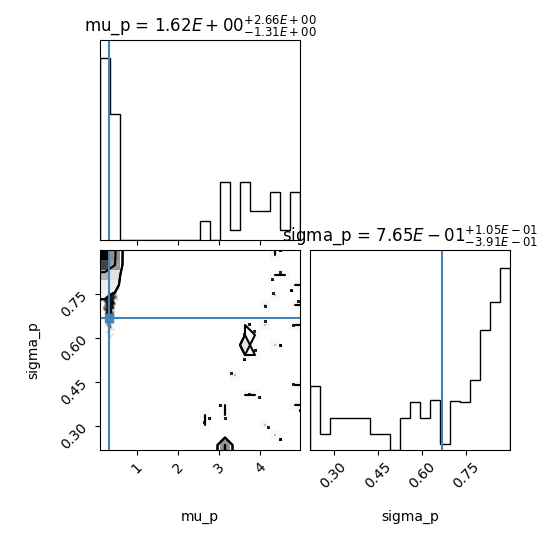 mu_p = 1.62E + 00+2.66E+00−1.31E+00
sigma_p = 7.65E − 01+1.05E−01−3.91E−01
0.75
0.60
0.45
0.30
sigma_p
1 2 3 4
0.30 0.45 0.60 0.75
mu_p
sigma_p